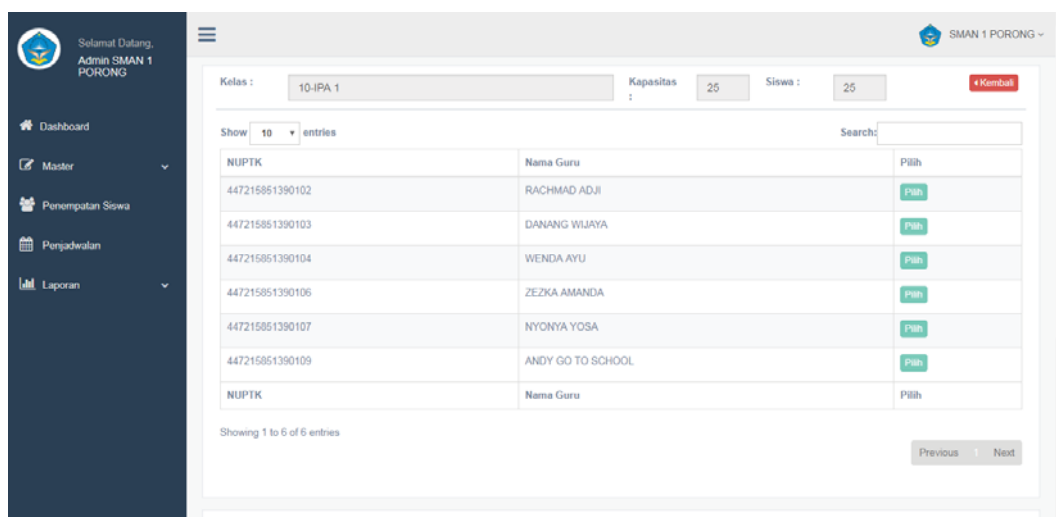 Selamat Datang,
Admin SMAN 1
PORONG
SMAN 1 PORONG
Kelas :
10-IPA 1
Kapasitas
:
25
Siswa :
25
Kembali
Dashboard
Master
Penempatan Siswa
Penjadwalan
Laporan
Show 10 entries
Search:
NUPTK Nama Guru Pilih
447215851390102 RACHMAD ADJI Pilih
447215851390103 DANANG WIJAYA Pilih
447215851390104 WENDA AYU Pilih
447215851390106 ZEZKA AMANDA Pilih
447215851390107 NYONYA YOSA Pilih
447215851390109 ANDY GO TO SCHOOL Pilih
NUPTK Nama Guru Pilih
Showing 1 to 6 of 6 entries
Previous 1 Next